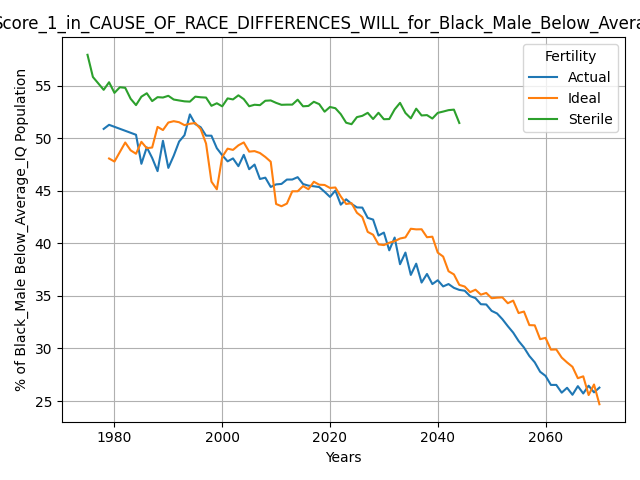 Score_1_in_CAUSE_OF_RACE_DIFFERENCES_WILL_for_Black_Male_Below_Avera
Fertility
Actual
Ideal
Sterile
% of Black_Male Below_Average_IQ Population
55
50
45
40
35
30
25
1980 2000 2020 2040 2060
Years